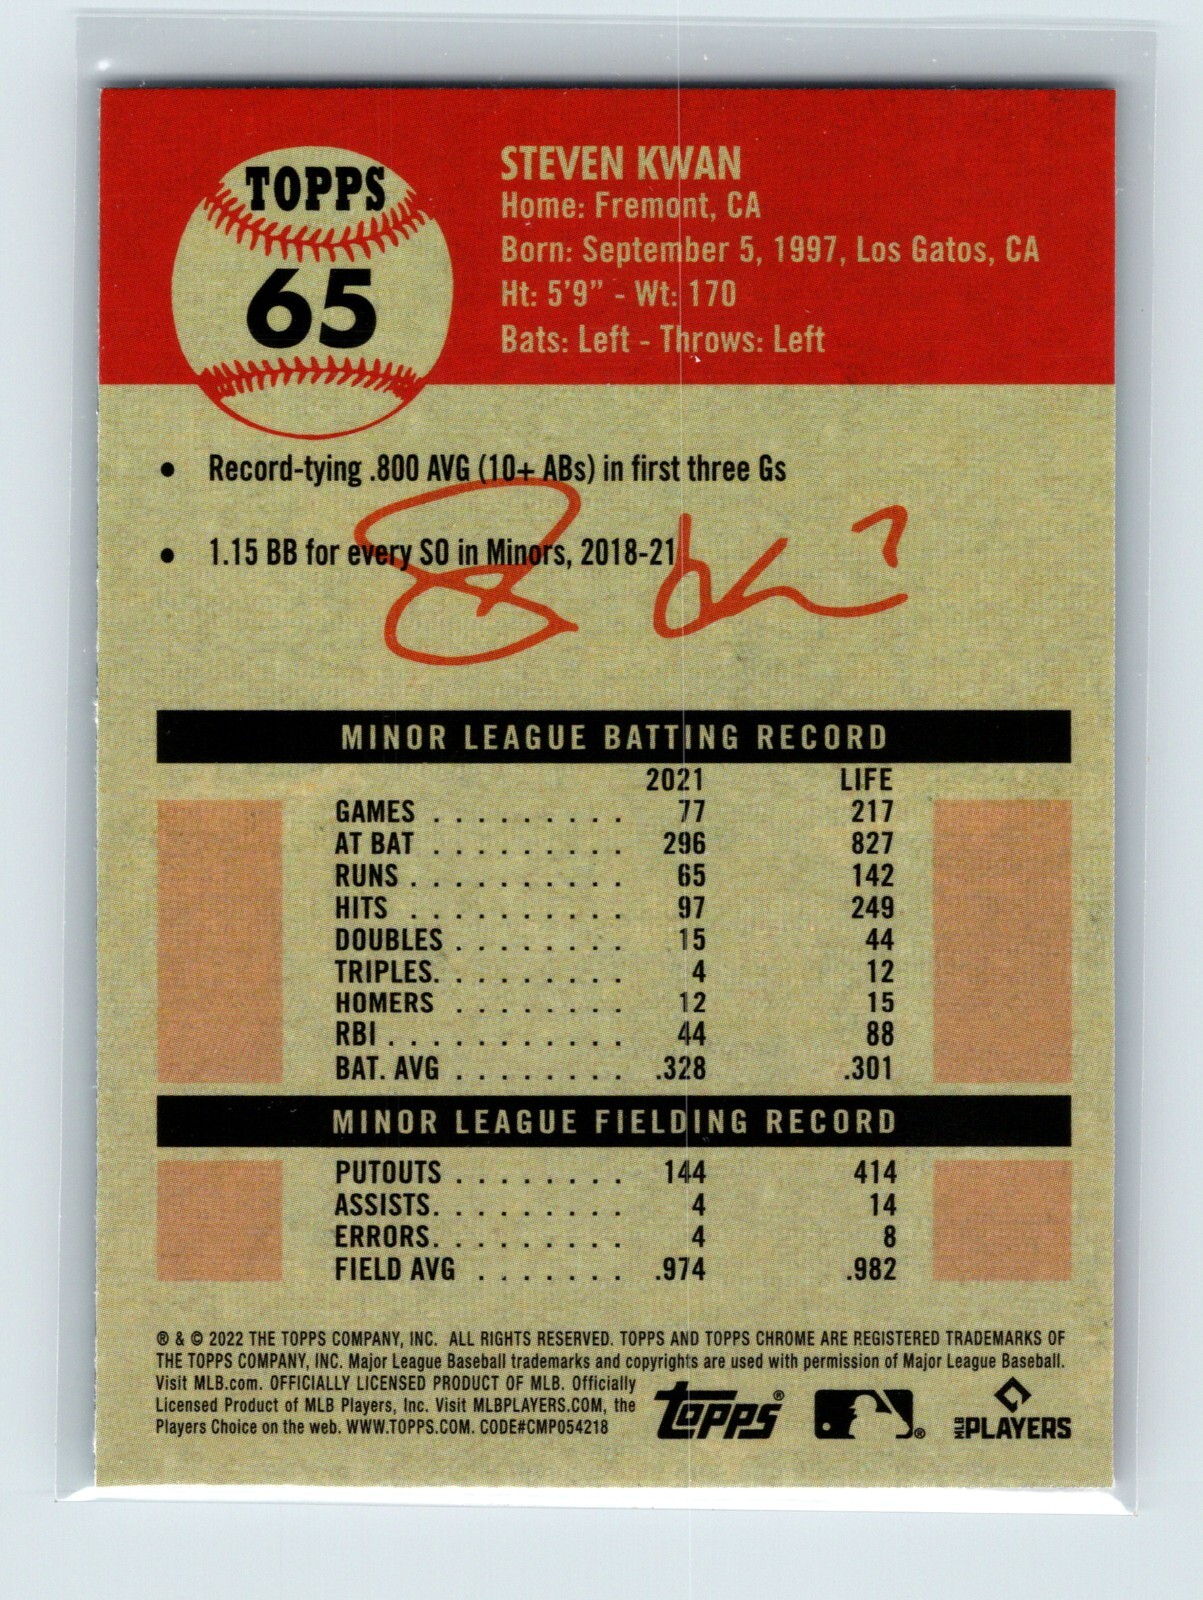 TOPPS
65
STEVEN KWAN
Home: Fremont, CA
Born: September 5, 1997, Los Gatos, CA
Ht: 5'9" - Wt: 170
Bats: Left - Throws: Left
• Record-tying .800 AVG (10+ ABs) in first three Gs
• 1.15 BB for every SO in Minors, 2018-21
MINOR LEAGUE BATTING RECORD
2021 LIFE
GAMES . . . . . . . . . 77 217
AT BAT . . . . . . . . . 296 827
RUNS . . . . . . . . . . 65 142
HITS . . . . . . . . . . 97 249
DOUBLES . . . . . . . . 15 44
TRIPLES. . . . . . . . . 4 12
HOMERS . . . . . . . . 12 15
RBI . . . . . . . . . . . 44 88
BAT. AVG . . . . . . . . .328 .301
MINOR LEAGUE FIELDING RECORD
PUTOUTS . . . . . . . . 144 414
ASSISTS. . . . . . . . . 4 14
ERRORS. . . . . . . . . 4 8
FIELD AVG . . . . . . . .974 .982
® & © 2022 THE TOPPS COMPANY, INC. ALL RIGHTS RESERVED. TOPPS AND TOPPS CHROME ARE REGISTERED TRADEMARKS OF
THE TOPPS COMPANY, INC. Major League Baseball trademarks and copyrights are used with permission of Major League Baseball.
Visit MLB.com. OFFICIALLY LICENSED PRODUCT OF MLB. Officially
Licensed Product of MLB Players, Inc. Visit MLBPLAYERS.COM, the
Players Choice on the web. WWW.TOPPS.COM. CODE#CMP054218
Topps®
®
MLB PLAYERS